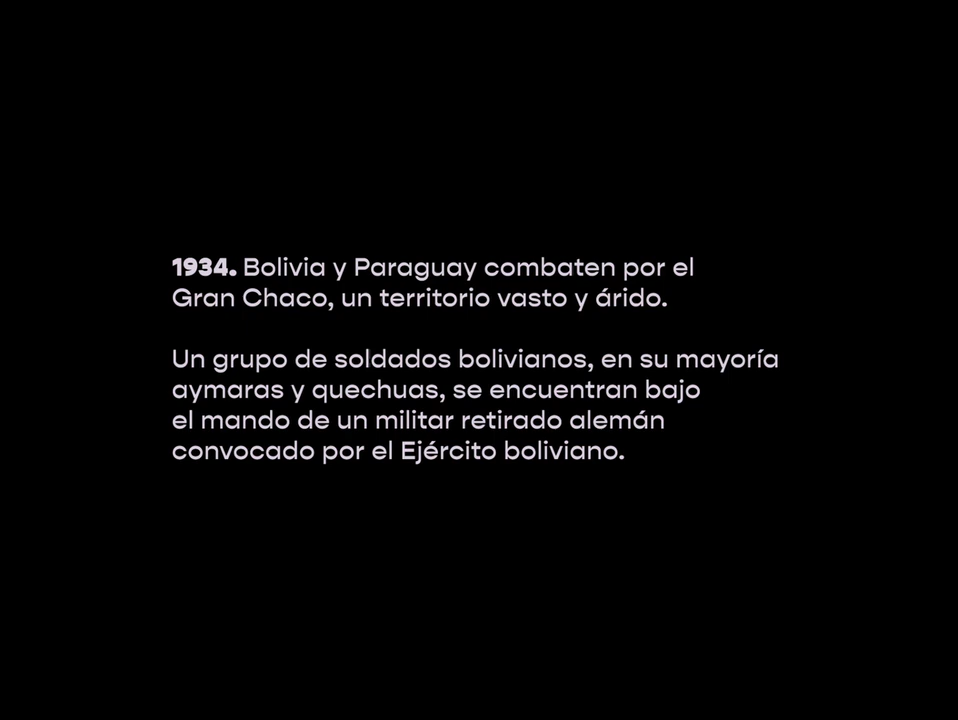 1934. Bolivia y Paraguay combaten por el
Gran Chaco, un territorio vasto y árido.
Un grupo de soldados bolivianos, en su mayoría
aymaras y quechuas, se encuentran bajo
el mando de un militar retirado alemán
convocado por el Ejército boliviano.